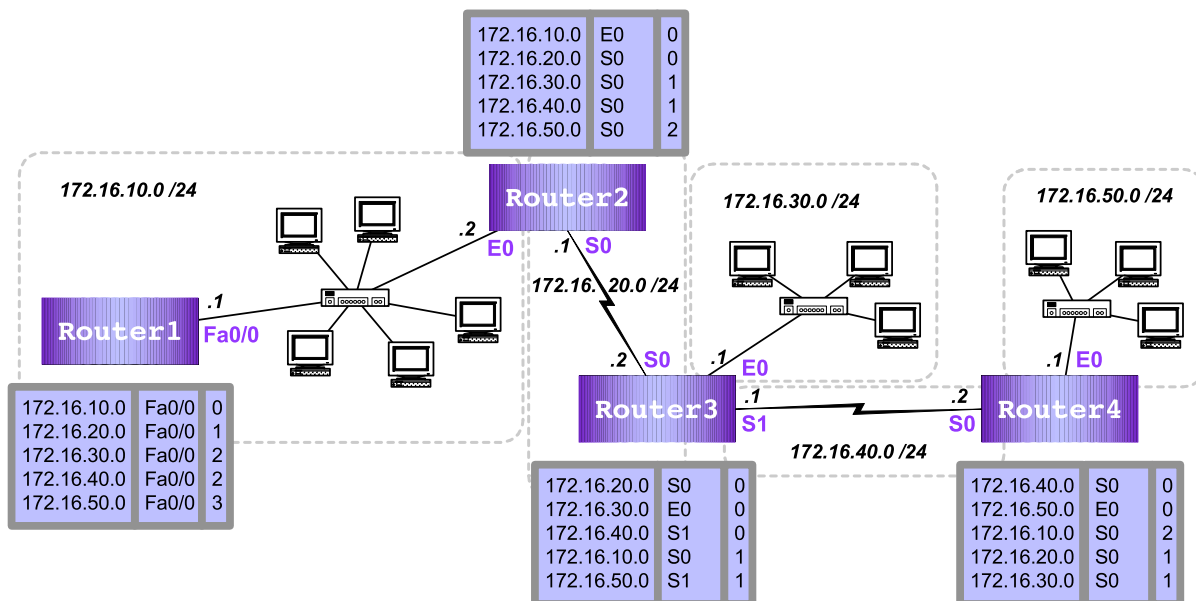 172.16.10.0 E0 0
172.16.20.0 S0 0
172.16.30.0 S0 1
172.16.40.0 S0 1
172.16.50.0 S0 2
172.16.10.0 /24
Router2
172.16.30.0 /24
172.16.50.0 /24
.2
E0
.1
S0
172.16. 20.0 /24
.1
Router1
Fa0/0
.2
S0
.1
E0
.1
E0
Router3
.1
S1
.2
S0
Router4
172.16.40.0 /24
172.16.10.0 Fa0/0 0
172.16.20.0 Fa0/0 1
172.16.30.0 Fa0/0 2
172.16.40.0 Fa0/0 2
172.16.50.0 Fa0/0 3
172.16.20.0 S0 0
172.16.30.0 E0 0
172.16.40.0 S1 0
172.16.10.0 S0 1
172.16.50.0 S1 1
172.16.40.0 S0 0
172.16.50.0 E0 0
172.16.10.0 S0 2
172.16.20.0 S0 1
172.16.30.0 S0 1